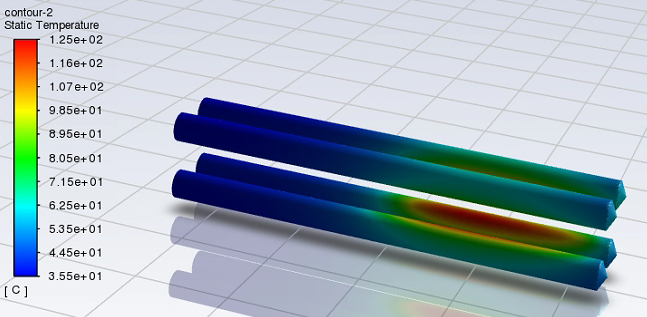 contour-2
Static Temperature
1.25e+02
1.16e+02
1.07e+02
9.85e+01
8.95e+01
8.05e+01
7.15e+01
6.25e+01
5.35e+01
4.45e+01
3.55e+01
[ C ]